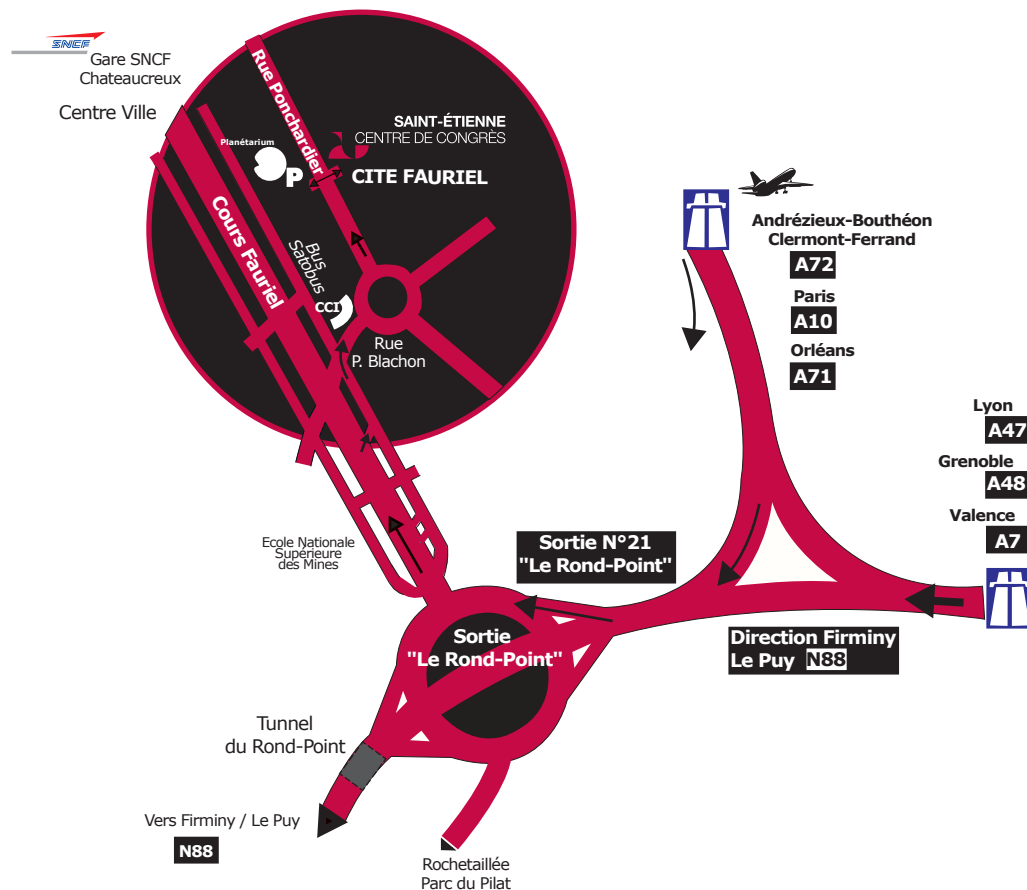 SNCF
Gare SNCF
Chateaucreux
Centre Ville
Rue Ponchardier
Planétarium
P
SAINT-ÉTIENNE
CENTRE DE CONGRÈS
CITE FAURIEL
Cours Fauriel
Bus
Satobus
CCI
Rue
P. Blachon
Andrézieux-Bouthéon
Clermont-Ferrand
A72
Paris
A10
Orléans
A71
Lyon
A47
Grenoble
A48
Valence
A7
Ecole Nationale
Supérieure
des Mines
Sortie N°21
"Le Rond-Point"
Sortie
"Le Rond-Point"
Direction Firminy
Le Puy N88
Tunnel
du Rond-Point
Vers Firminy / Le Puy
N88
Rochetaillée
Parc du Pilat